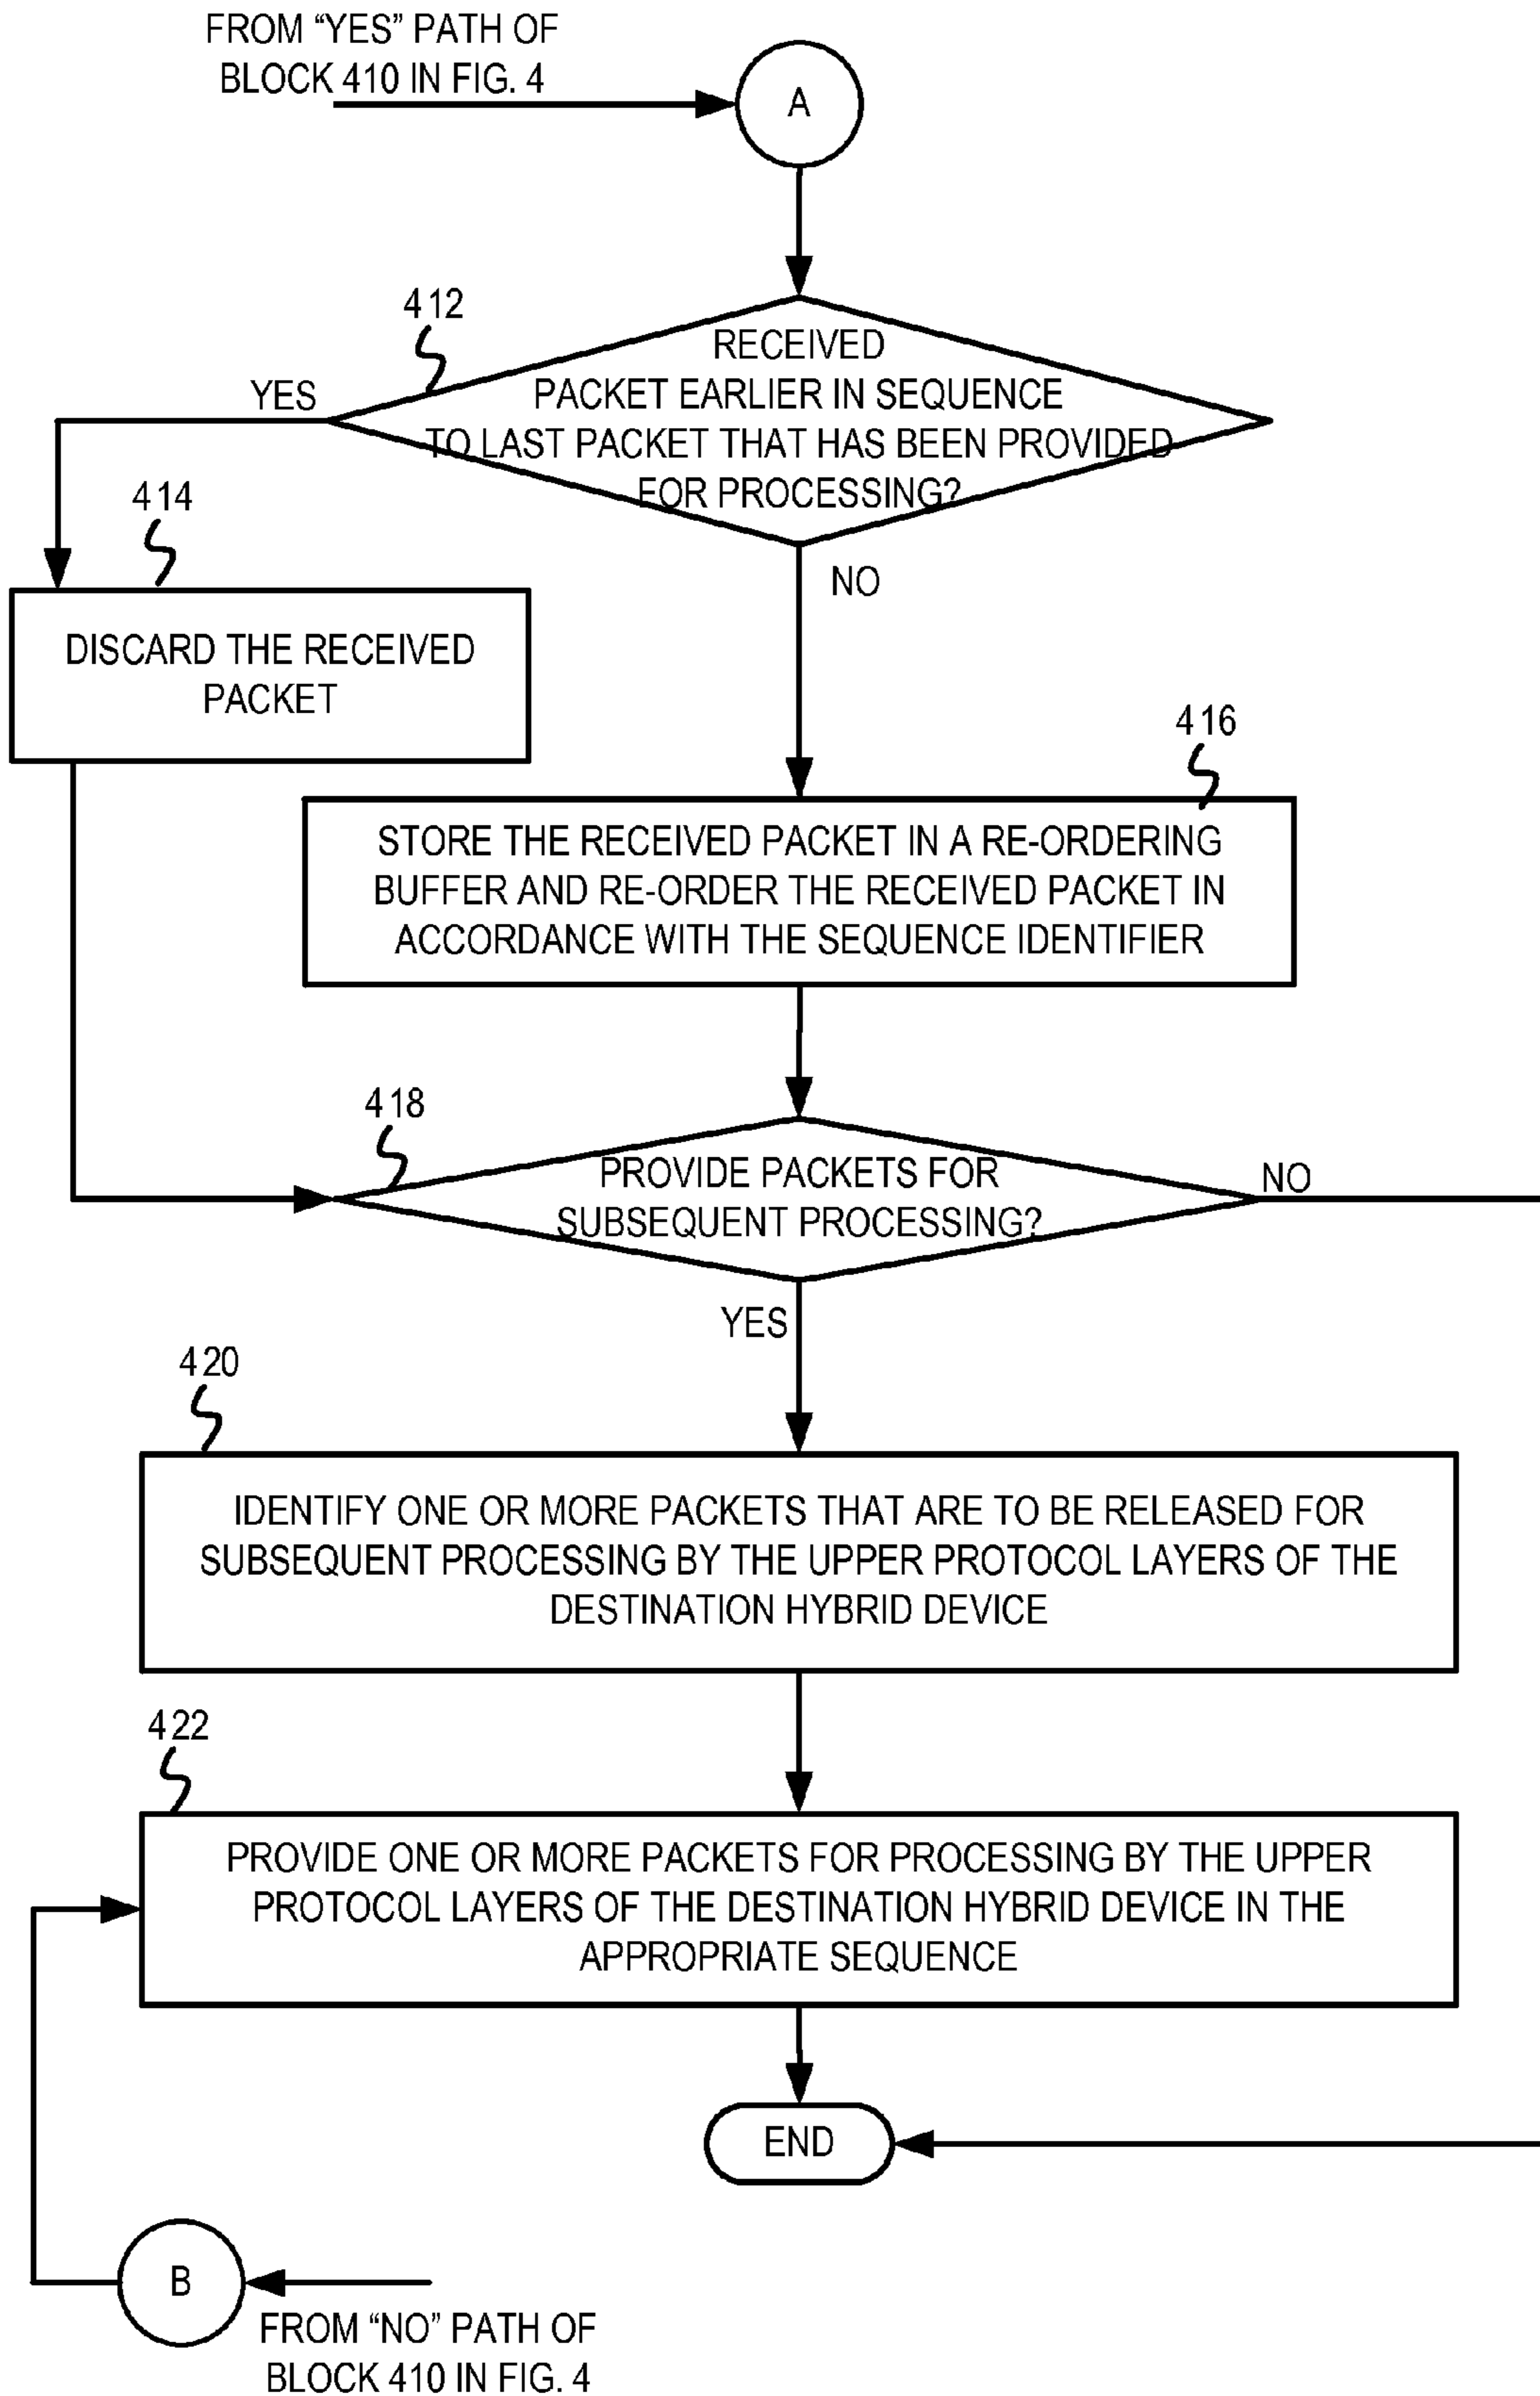 FROM “YES” PATH OF
BLOCK 410 IN FIG. 4
A
412
RECEIVED
PACKET EARLIER IN SEQUENCE
TO LAST PACKET THAT HAS BEEN PROVIDED
FOR PROCESSING?
YES
NO
414
DISCARD THE RECEIVED
PACKET
416
STORE THE RECEIVED PACKET IN A RE-ORDERING
BUFFER AND RE-ORDER THE RECEIVED PACKET IN
ACCORDANCE WITH THE SEQUENCE IDENTIFIER
418
PROVIDE PACKETS FOR
SUBSEQUENT PROCESSING?
NO
YES
420
IDENTIFY ONE OR MORE PACKETS THAT ARE TO BE RELEASED FOR
SUBSEQUENT PROCESSING BY THE UPPER PROTOCOL LAYERS OF THE
DESTINATION HYBRID DEVICE
422
PROVIDE ONE OR MORE PACKETS FOR PROCESSING BY THE UPPER
PROTOCOL LAYERS OF THE DESTINATION HYBRID DEVICE IN THE
APPROPRIATE SEQUENCE
END
B
FROM “NO” PATH OF
BLOCK 410 IN FIG. 4